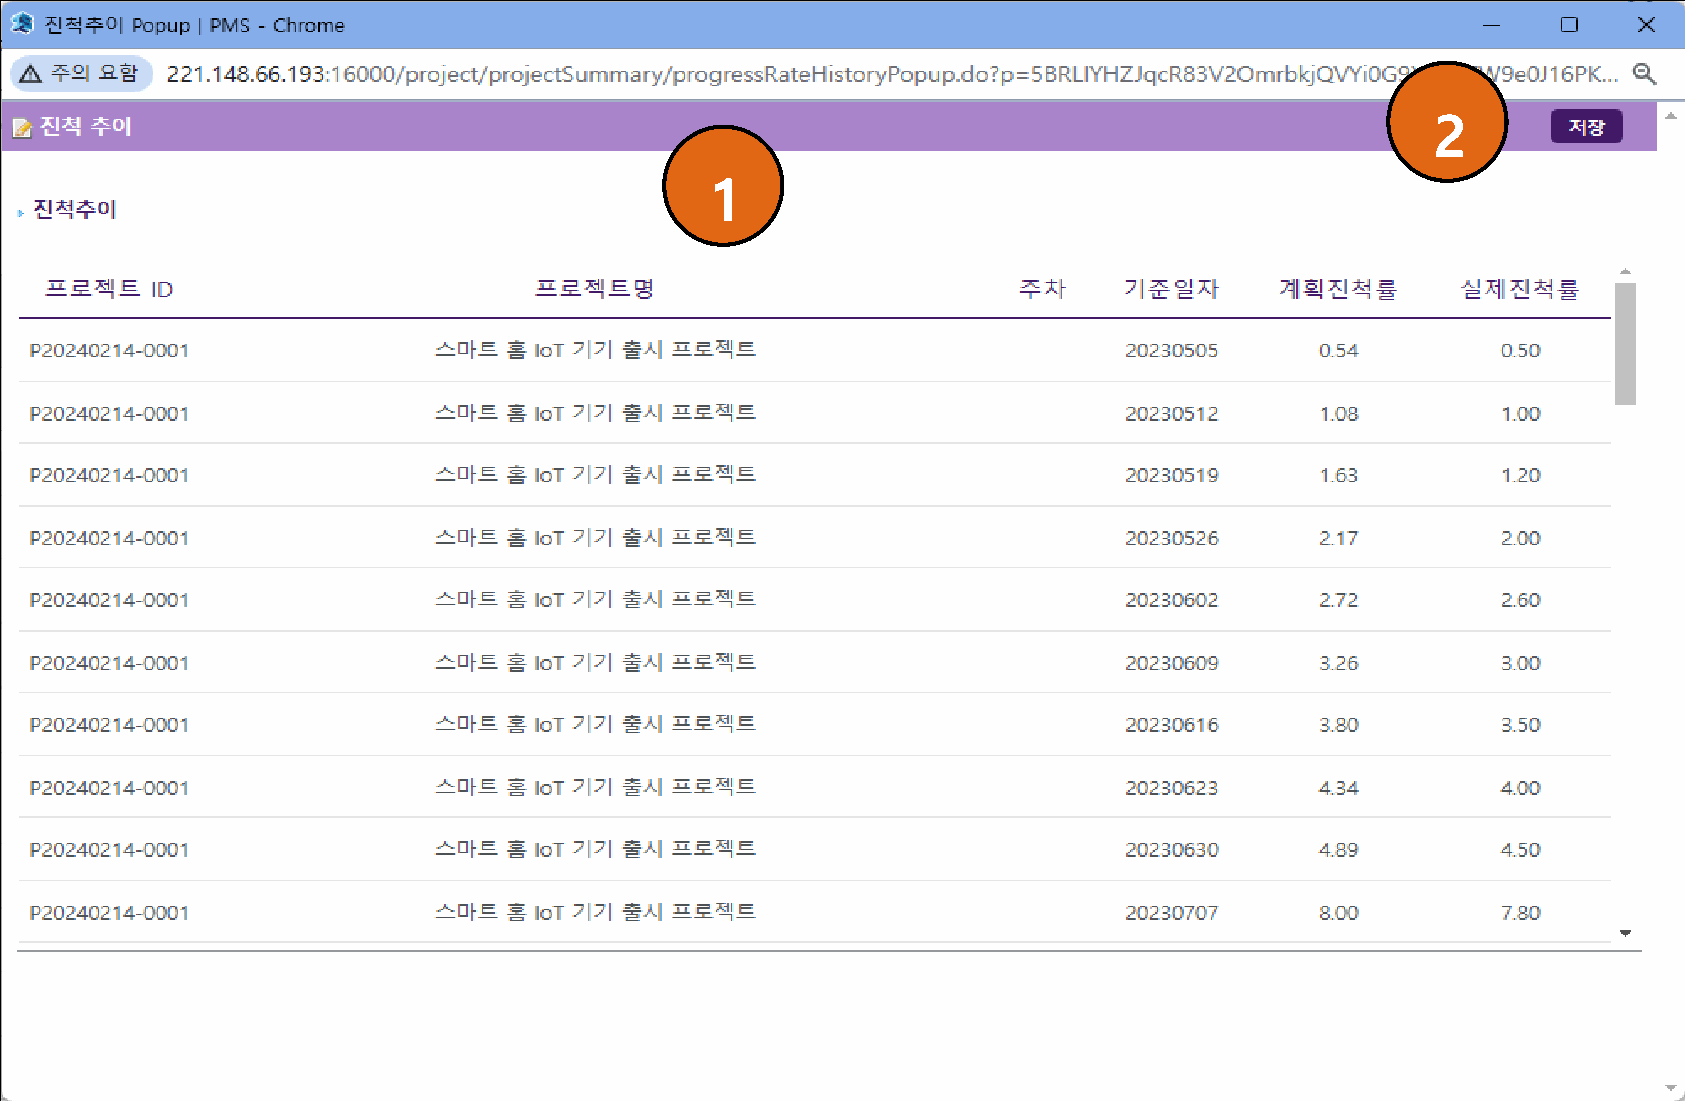 진척추이 Popup | PMS - Chrome
주의 요함 221.148.66.193:16000/project/projectSummary/progressRateHistoryPopup.do?p=5BRLIYHZJqcR83V2OmrbkjQVYi0G9 W9e0J16PK...
진척 추이 1 2 저장
진척추이
프로젝트 ID 프로젝트명 주차 기준일자 계획진척률 실제진척률
P20240214-0001 스마트 홈 IoT 기기 출시 프로젝트 20230505 0.54 0.50
P20240214-0001 스마트 홈 IoT 기기 출시 프로젝트 20230512 1.08 1.00
P20240214-0001 스마트 홈 IoT 기기 출시 프로젝트 20230519 1.63 1.20
P20240214-0001 스마트 홈 IoT 기기 출시 프로젝트 20230526 2.17 2.00
P20240214-0001 스마트 홈 IoT 기기 출시 프로젝트 20230602 2.72 2.60
P20240214-0001 스마트 홈 IoT 기기 출시 프로젝트 20230609 3.26 3.00
P20240214-0001 스마트 홈 IoT 기기 출시 프로젝트 20230616 3.80 3.50
P20240214-0001 스마트 홈 IoT 기기 출시 프로젝트 20230623 4.34 4.00
P20240214-0001 스마트 홈 IoT 기기 출시 프로젝트 20230630 4.89 4.50
P20240214-0001 스마트 홈 IoT 기기 출시 프로젝트 20230707 8.00 7.80